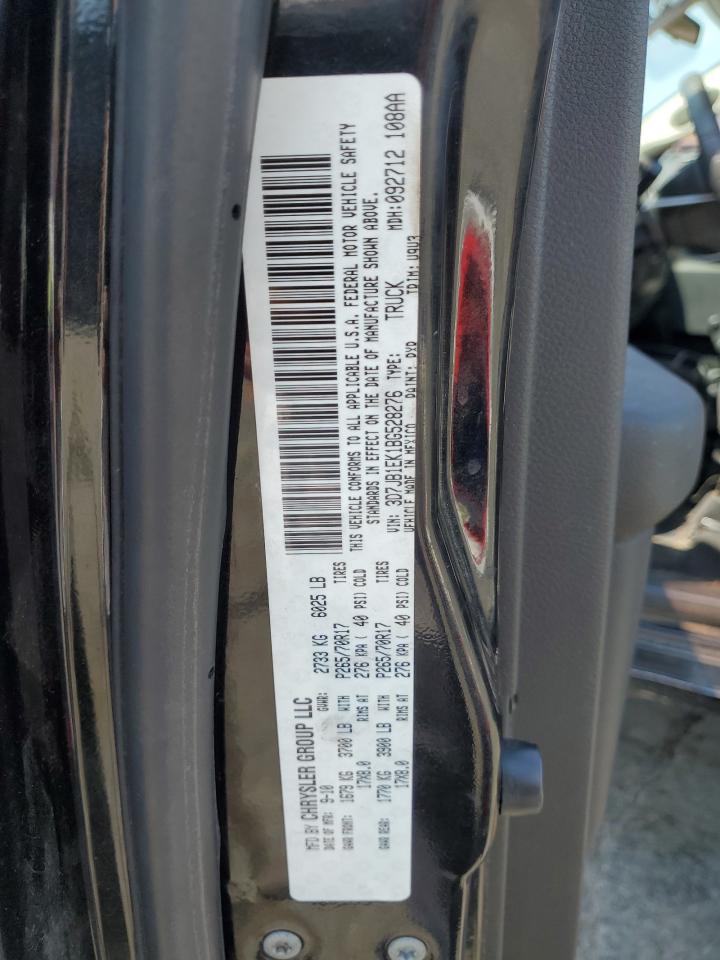 MFD BY CHRYSLER GROUP LLC
DATE OF MFR: 9-10 GVWR: 2733 KG 6025 LB
GAWR FRONT: 1679 KG 3700 LB WITH P265/70R17 TIRES
17X8.0 RIMS AT 276 KPA ( 40 PSI) COLD
GAWR REAR: 1770 KG 3900 LB WITH P265/70R17 TIRES
17X8.0 RIMS AT 276 KPA ( 40 PSI) COLD
THIS VEHICLE CONFORMS TO ALL APPLICABLE U.S.A. FEDERAL MOTOR VEHICLE SAFETY
STANDARDS IN EFFECT ON THE DATE OF MANUFACTURE SHOWN ABOVE.
VIN: 3D7JB1EK1BG528276 TYPE: TRUCK MDH:092712 108AA
VEHICLE MADE IN MEXICO PAINT: PXR TRIM: V9V3